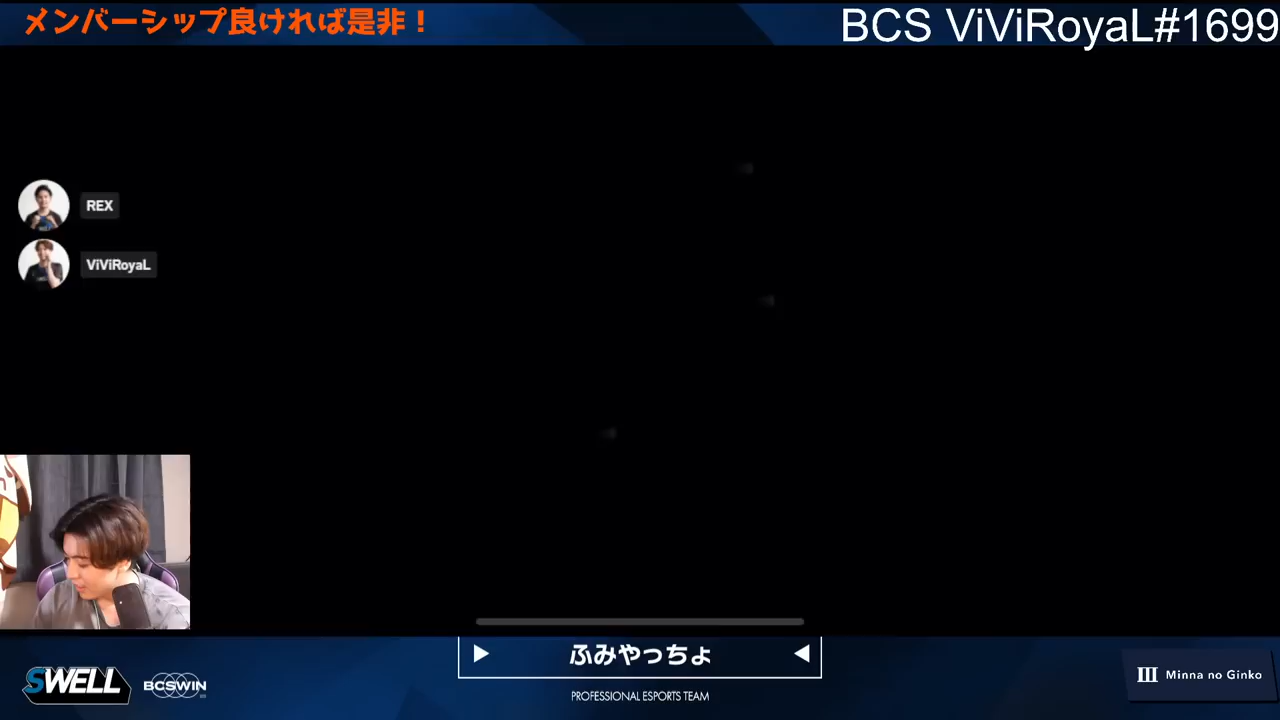 メンバーシップ良ければ是非！
BCS ViViRoyaL#1699
REX
ViViRoyaL
ふみやっちょ
PROFESSIONAL ESPORTS TEAM
SWELL
BCSWIN
Minna no Ginko